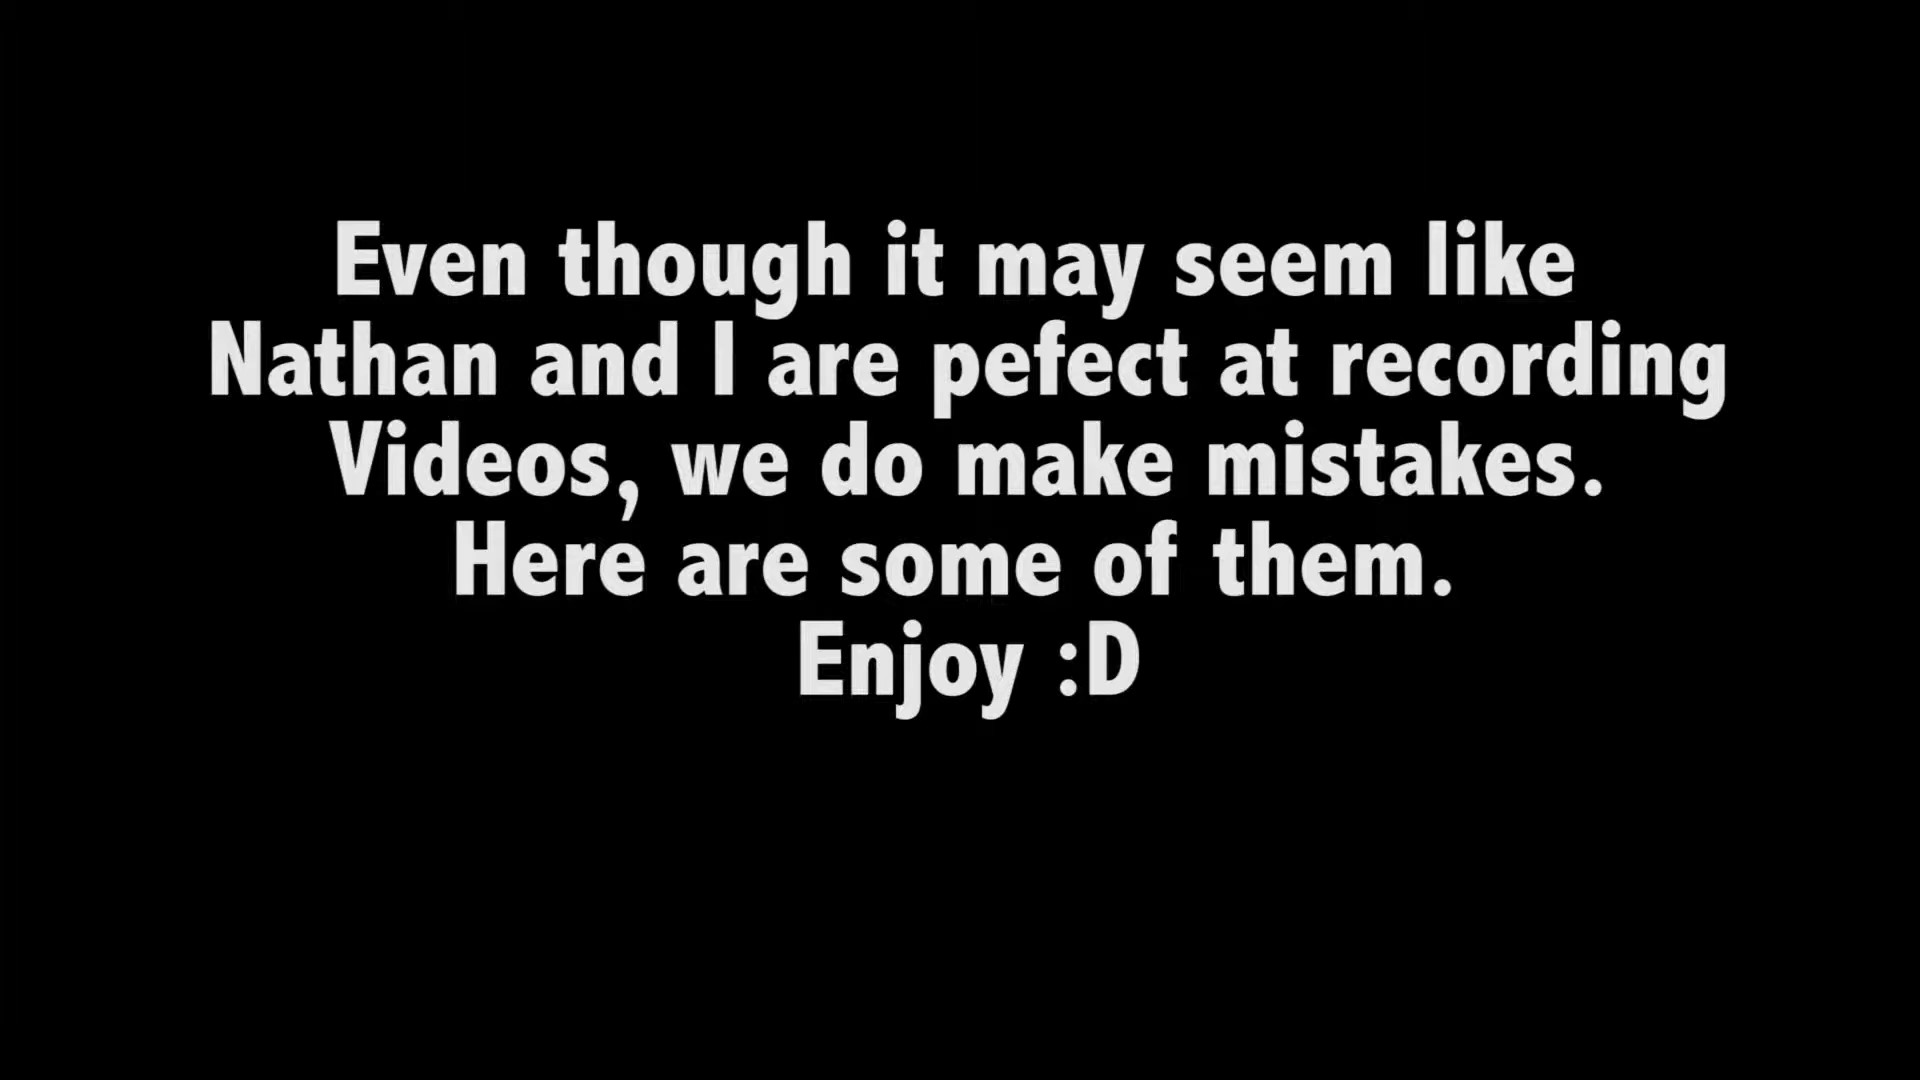 Even though it may seem like
Nathan and I are pefect at recording
Videos, we do make mistakes.
Here are some of them.
Enjoy :D